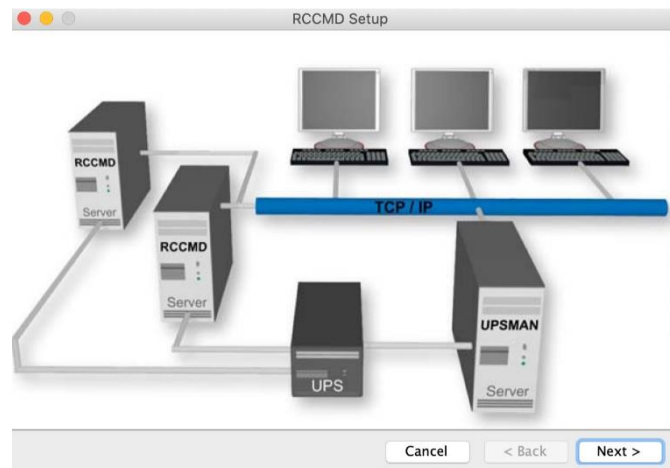 RCCMD Setup
RCCMD
Server
RCCMD
Server
TCP / IP
UPSMAN
Server
UPS
Cancel
< Back
Next >